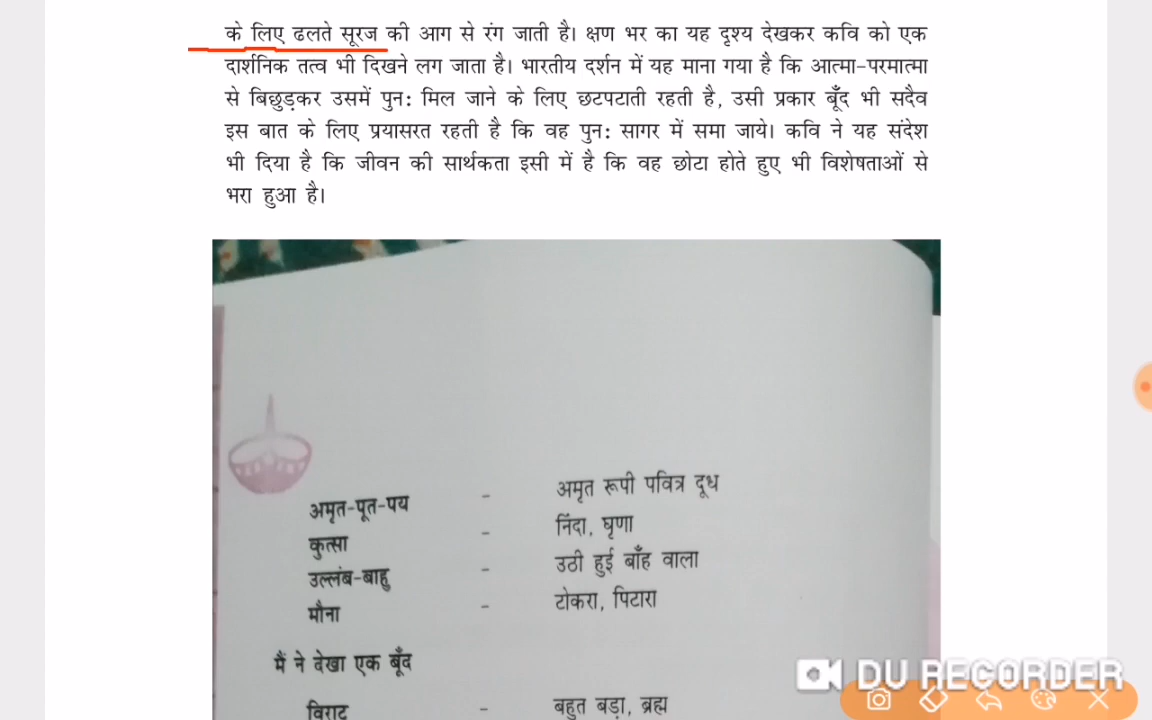 के लिए ढलते सूरज की आग से रंग जाती है। क्षण भर का यह दृश्य देखकर कवि को एक
दार्शनिक तत्व भी दिखने लग जाता है। भारतीय दर्शन में यह माना गया है कि आत्मा-परमात्मा
से बिछुड़कर उसमें पुन: मिल जाने के लिए छटपटाती रहती है, उसी प्रकार बूँद भी सदैव
इस बात के लिए प्रयासरत रहती है कि वह पुन: सागर में समा जाये। कवि ने यह संदेश
भी दिया है कि जीवन की सार्थकता इसी में है कि वह छोटा होते हुए भी विशेषताओं से
भरा हुआ है।
अमृत-पूत-पय - अमृत रूपी पवित्र दूध
कुत्सा - निंदा, घृणा
उल्लंब-बाहु - उठी हुई बाँह वाला
मौना - टोकरा, पिटारा
मैं ने देखा एक बूँद
विराट - बहुत बड़ा, ब्रह्म
DU RECORDER